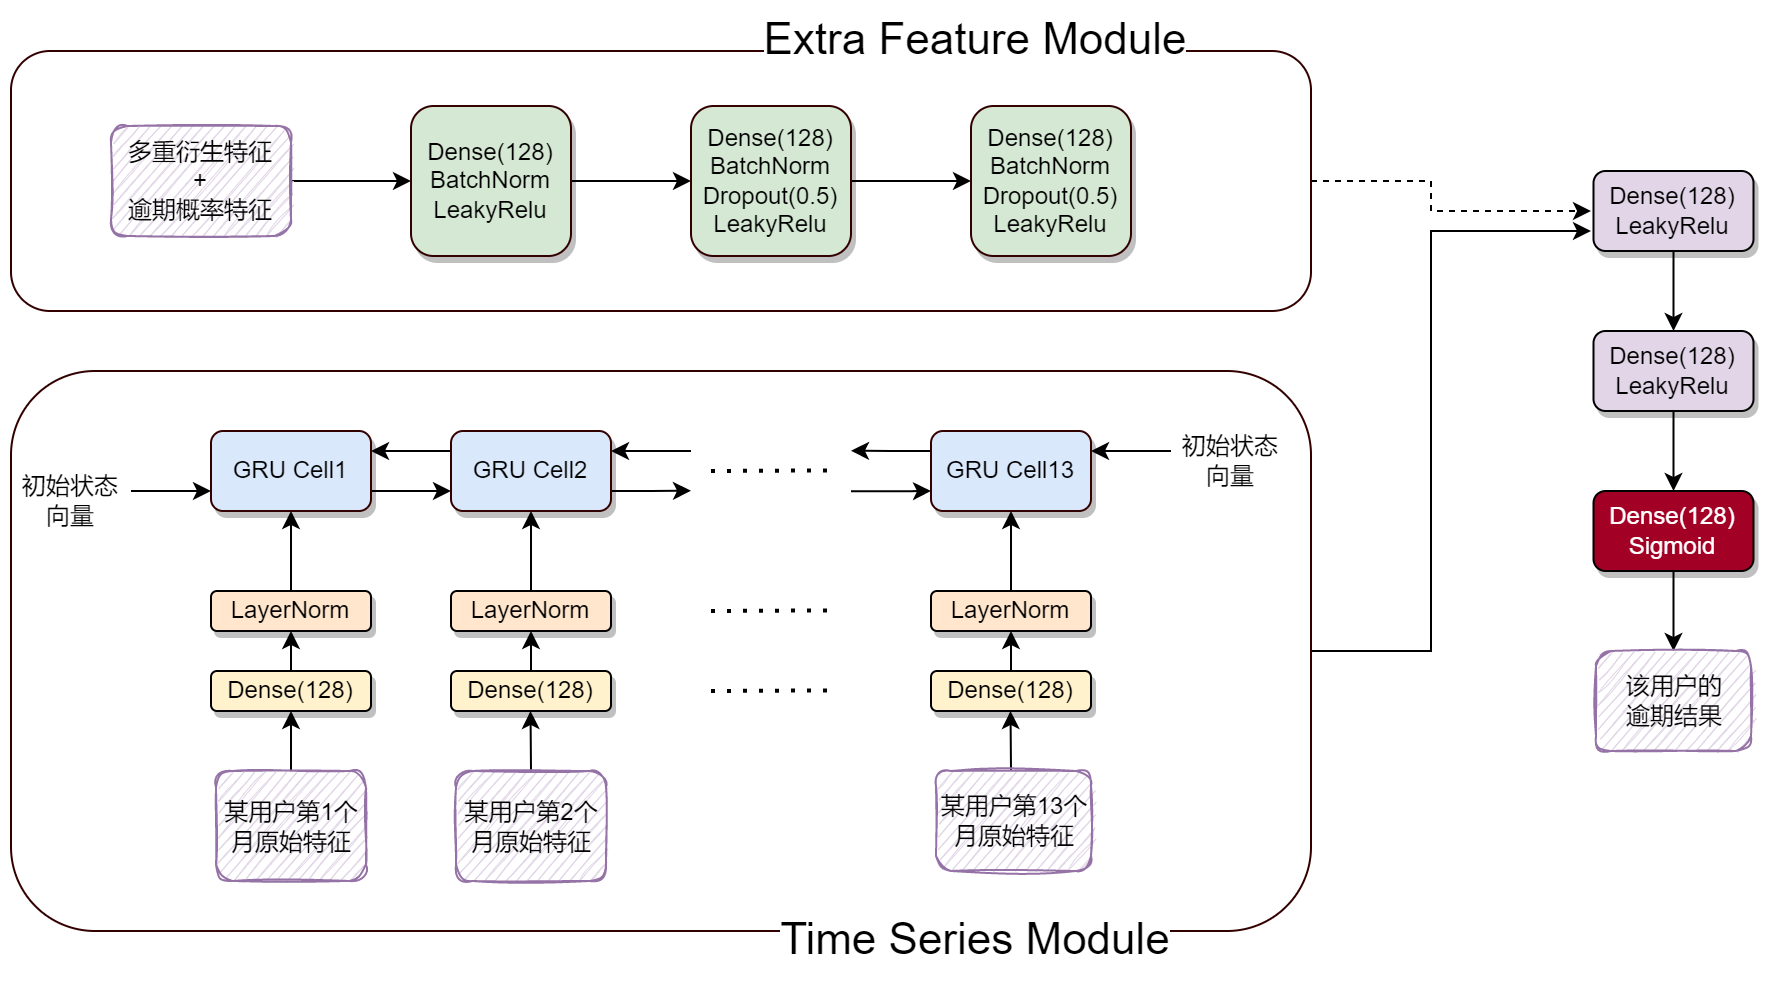 Extra Feature Module
多重衍生特征
+
逾期概率特征
Dense(128)
BatchNorm
LeakyRelu
Dense(128)
BatchNorm
Dropout(0.5)
LeakyRelu
Dense(128)
BatchNorm
Dropout(0.5)
LeakyRelu
Dense(128)
LeakyRelu
Dense(128)
LeakyRelu
Dense(128)
Sigmoid
该用户的
逾期结果
初始状态
向量
GRU Cell1
GRU Cell2
GRU Cell13
初始状态
向量
LayerNorm
LayerNorm
LayerNorm
Dense(128)
Dense(128)
Dense(128)
某用户第1个
月原始特征
某用户第2个
月原始特征
某用户第13个
月原始特征
Time Series Module